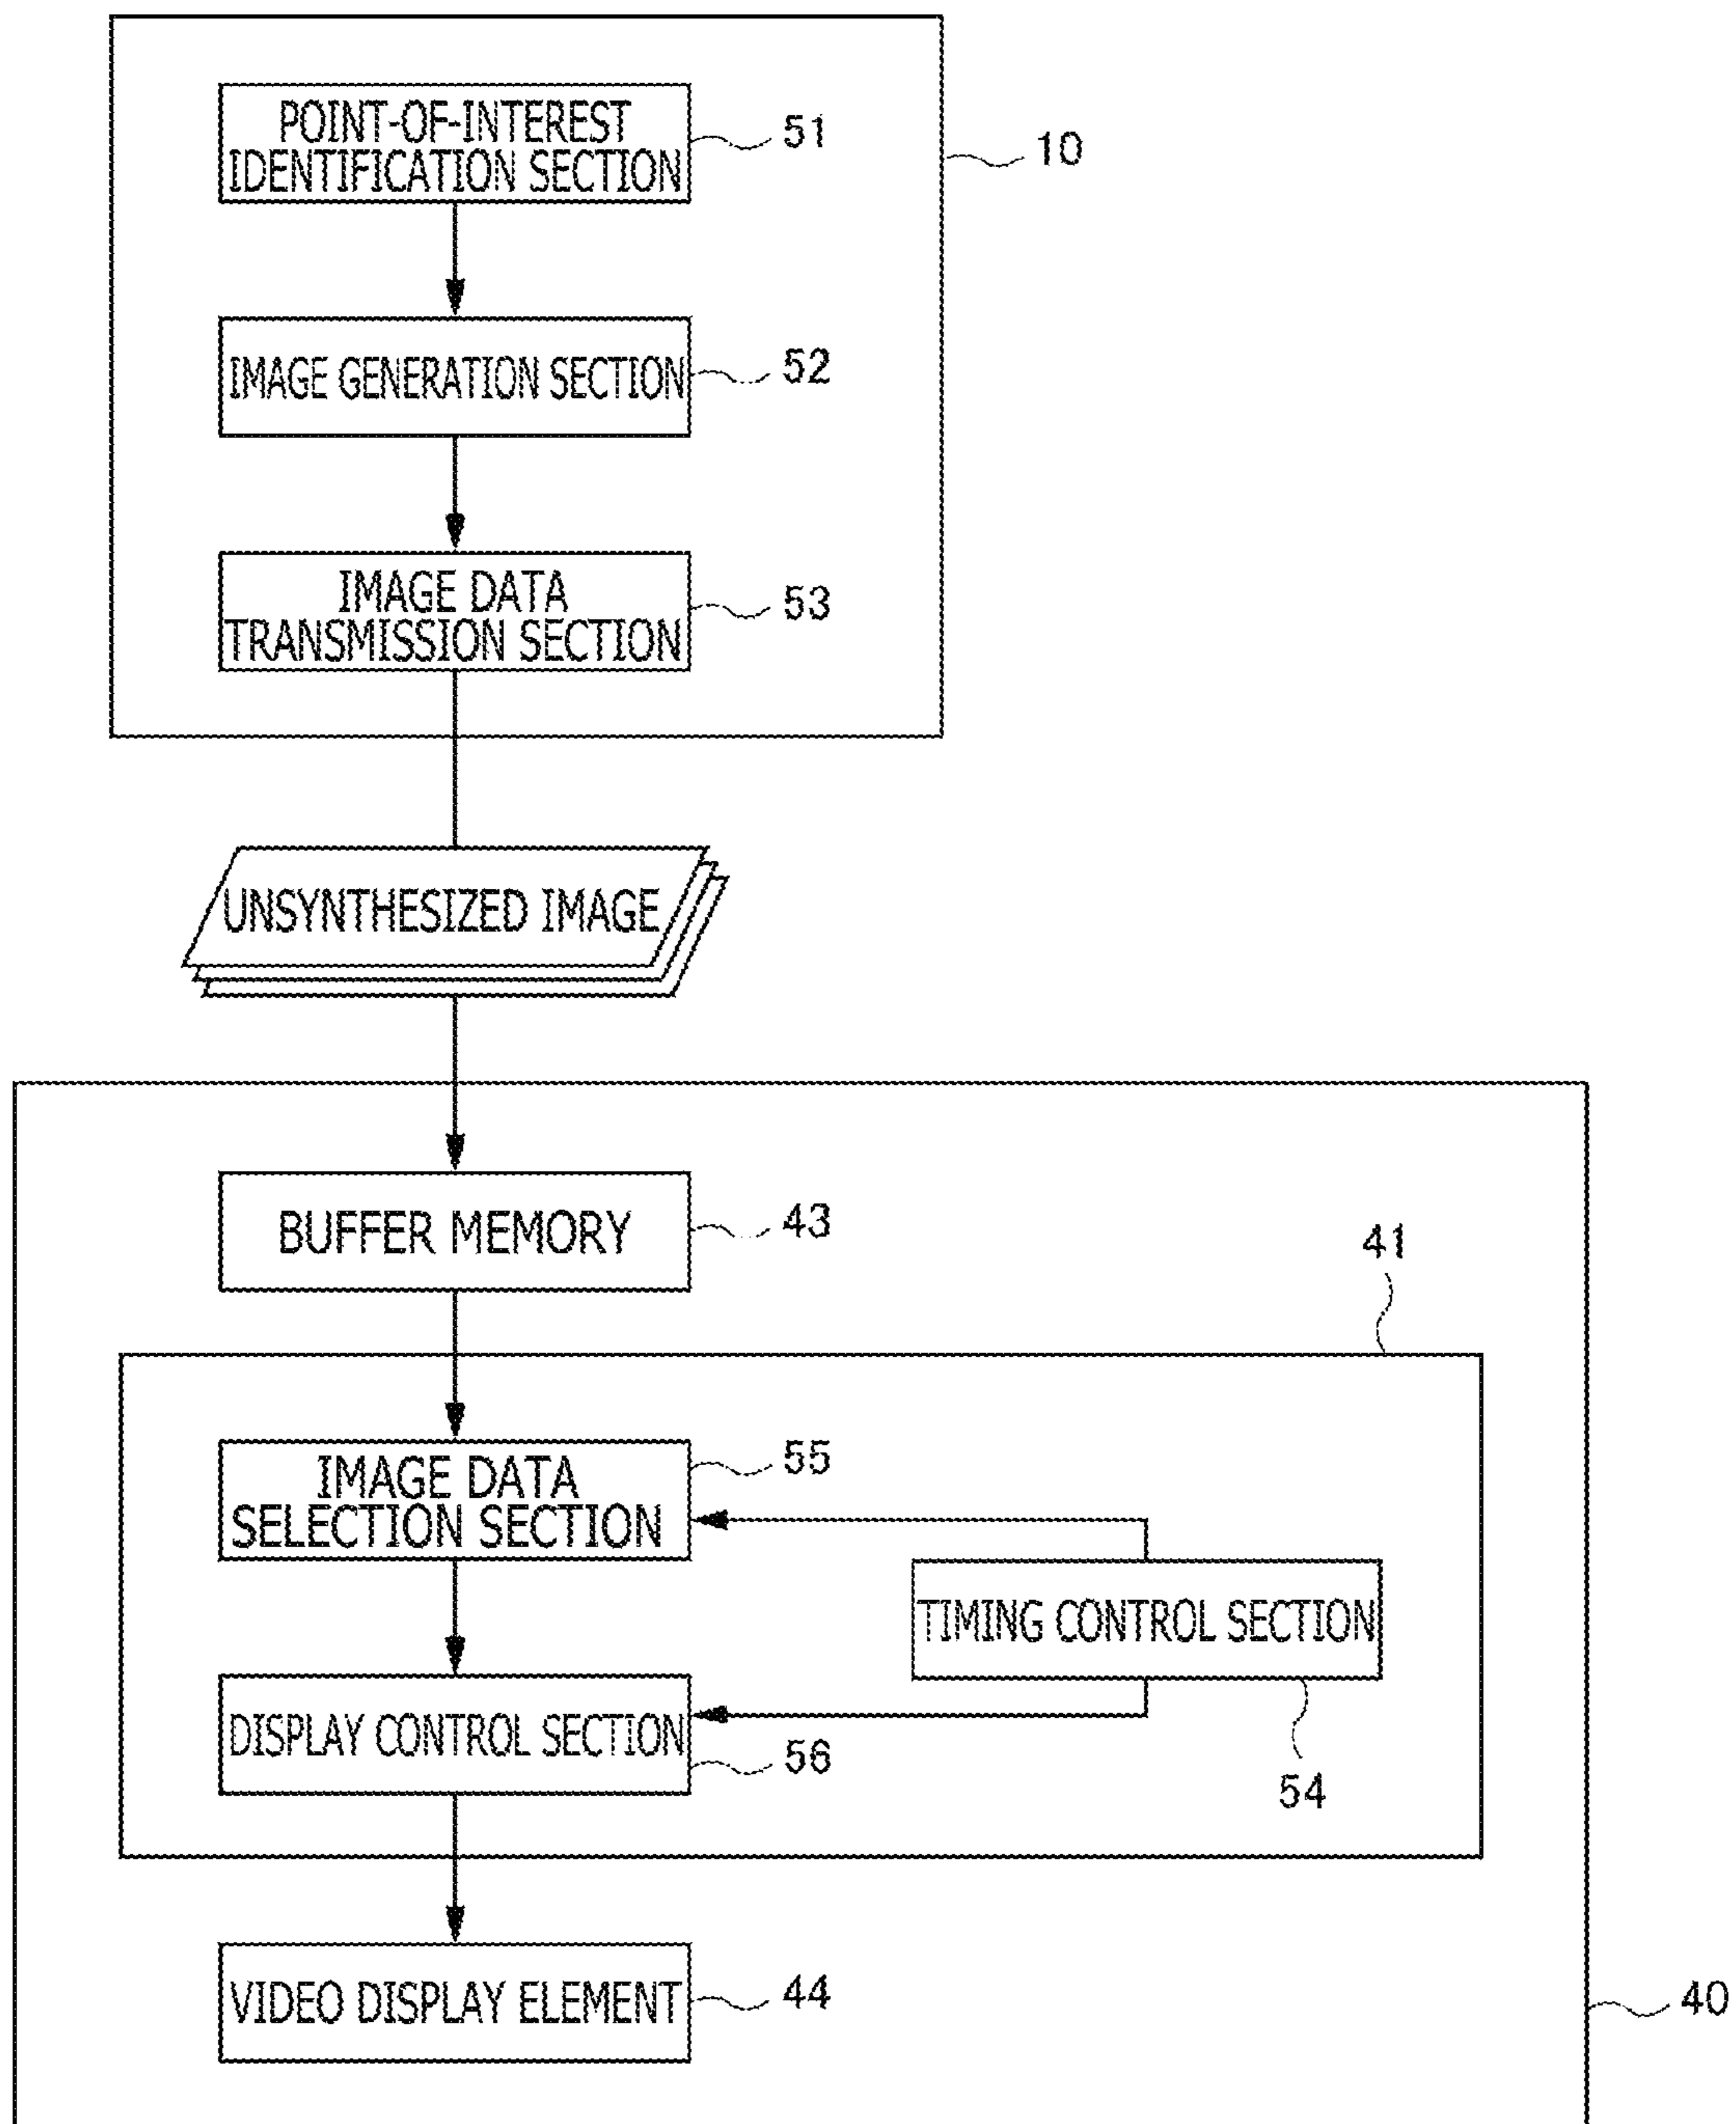 POINT-OF-INTEREST
IDENTIFICATION SECTION
51
10
IMAGE GENERATION SECTION
52
IMAGE DATA
TRANSMISSION SECTION
53
UNSYNTHESIZED IMAGE
BUFFER MEMORY
43
41
IMAGE DATA
SELECTION SECTION
55
TIMING CONTROL SECTION
54
DISPLAY CONTROL SECTION
56
VIDEO DISPLAY ELEMENT
44
40